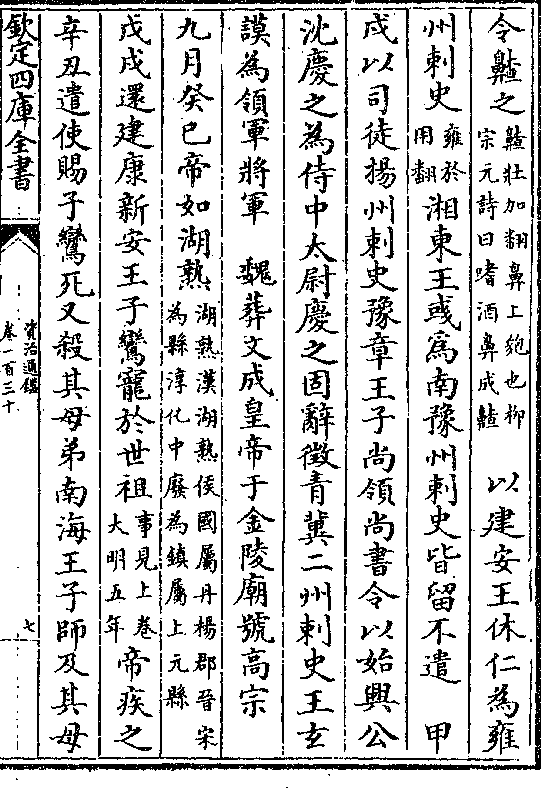 令齇之齇壯加翻鼻上皰也柳
宗元詩曰嗜酒鼻成齇以建安王休仁為雍
州刺史雍於
用翻湘東王彧為南豫州刺史皆留不遣 甲
戌以司徒揚州刺史豫章王子尚領尚書令以始興公
沈慶之為侍中太尉慶之固辭徵青冀二州刺史王玄
謨為領軍將軍 魏葬文成皇帝于金陵廟號高宗
九月癸巳帝如湖熟湖熟漢湖熟侯國屬丹楊郡晉宋
為縣淳化中廢為鎮屬上元縣
戊戌還建康新安王子鸞寵於世祖事見上卷
大明五年帝疾之
辛丑遣使賜子鸞死又殺其母弟南海王子師及其母
欽定四庫全書
資治通鑑
卷一百三十
七